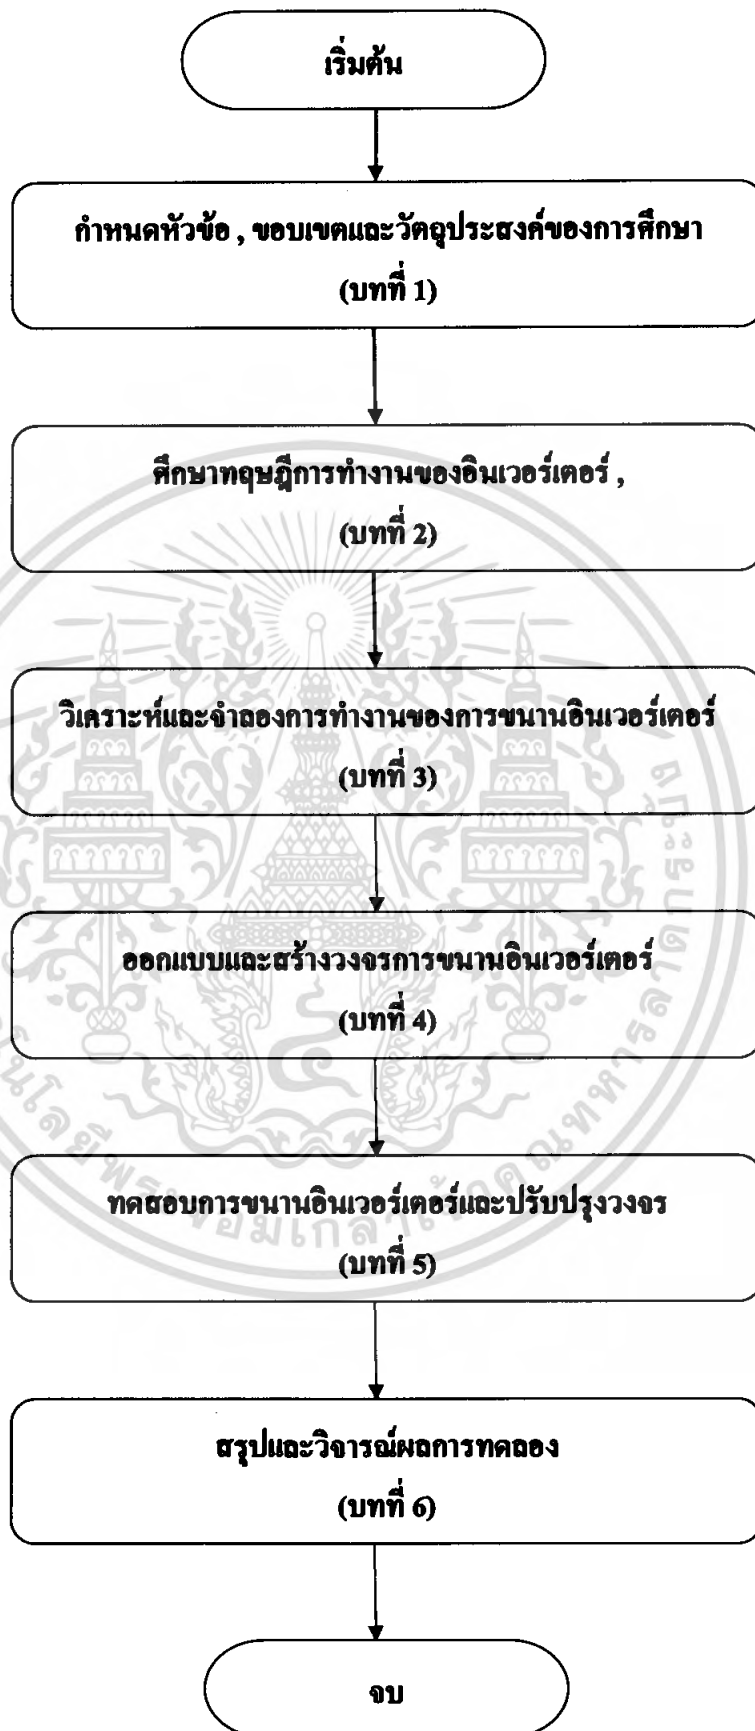 เริ่มต้น
กำหนดหัวข้อ , ขอบเขตและวัตถุประสงค์ของการศึกษา
(บทที่ 1)
ศึกษาทฤษฎีการทำงานของอินเวอร์เตอร์ ,
(บทที่ 2)
วิเคราะห์และจำลองการทำงานของการขนานอินเวอร์เตอร์
(บทที่ 3)
ออกแบบและสร้างวงจรการขนานอินเวอร์เตอร์
(บทที่ 4)
ทดสอบการขนานอินเวอร์เตอร์และปรับปรุงวงจร
(บทที่ 5)
สรุปและวิจารณ์ผลการทดลอง
(บทที่ 6)
จบ